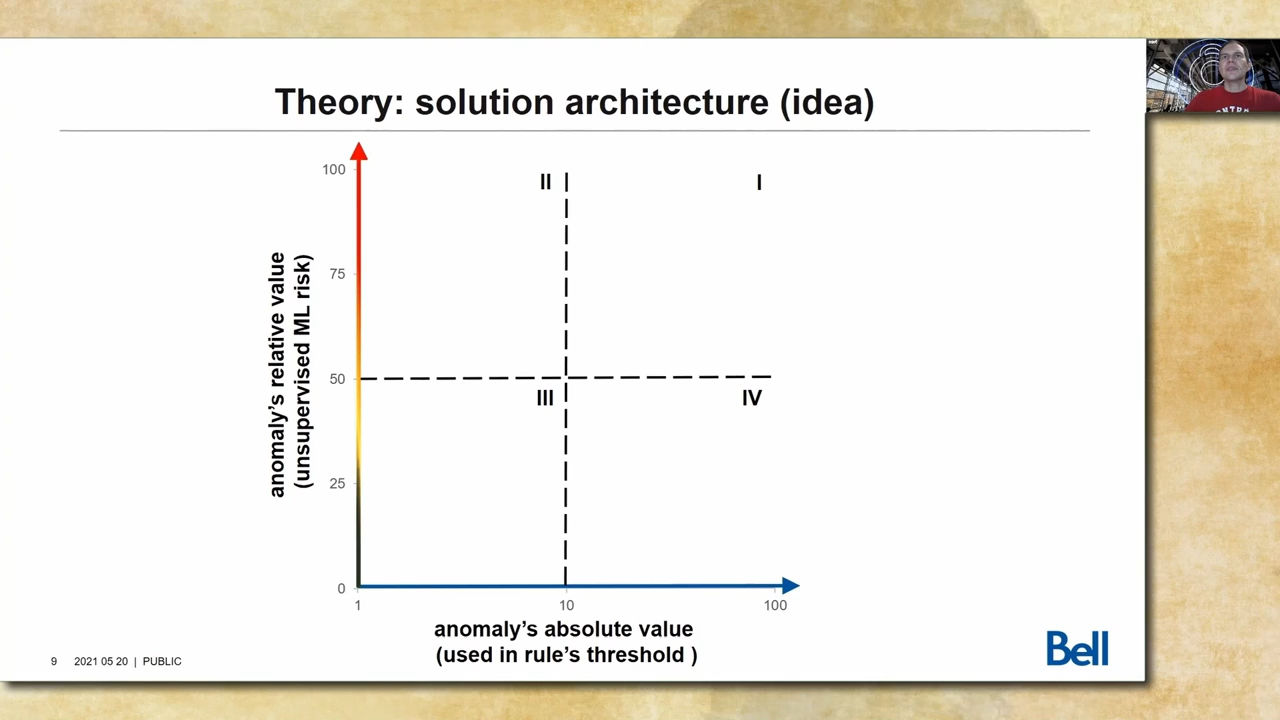 Theory: solution architecture (idea)
100
75
50
25
0
anomaly's relative value
(unsupervised ML risk)
II
I
III
IV
1
10
100
anomaly's absolute value
(used in rule's threshold )
9 2021 05 20 | PUBLIC
Bell